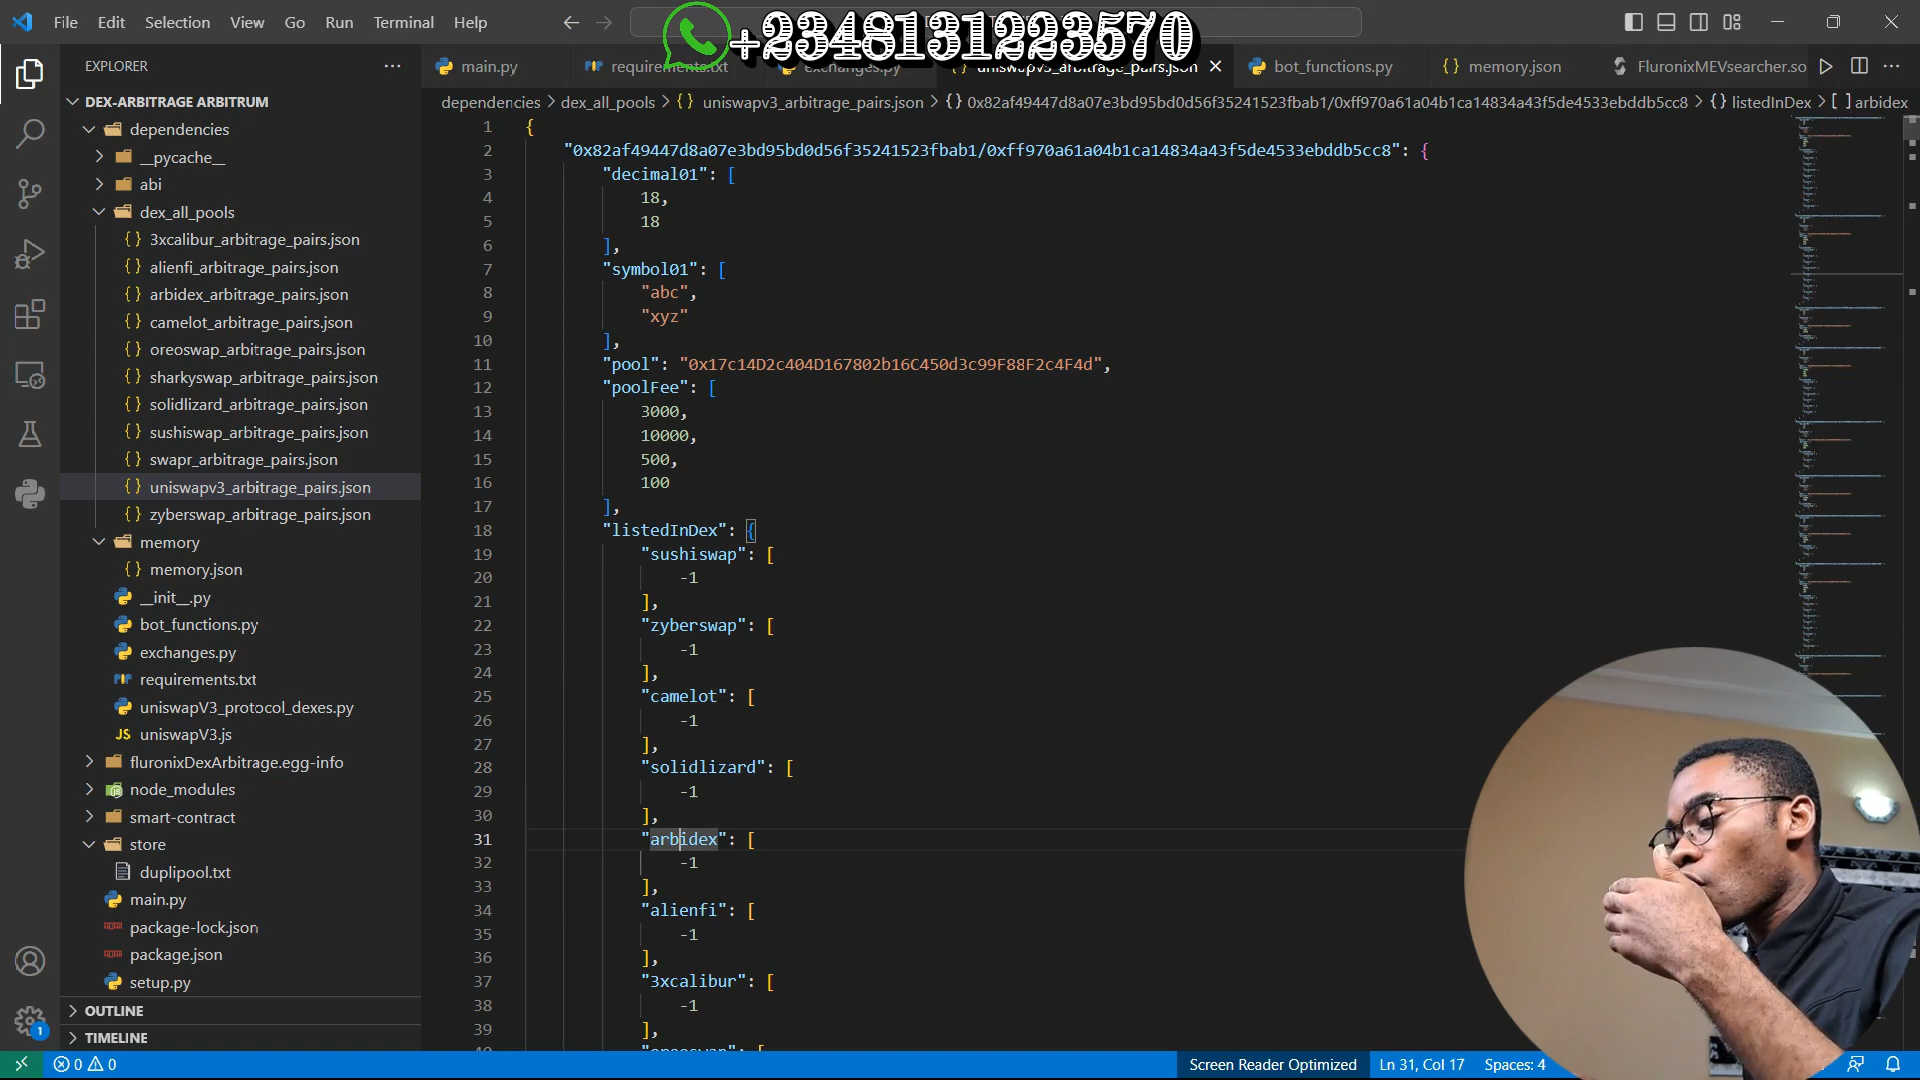 File Edit Selection View Go Run Terminal Help
+2348131223570
EXPLORER
main.py requirements.txt exchanges.py uniswapv3_arbitrage_pairs.json bot_functions.py memory.json FluronixMEVsearcher.so
dependencies > dex_all_pools > {} uniswapv3_arbitrage_pairs.json > {} 0x82af49447d8a07e3bd95bd0d56f35241523fbab1/0xff970a61a04b1ca14834a43f5de4533ebddb5cc8 > {} listedInDex > [ ] arbidex
DEX-ARBITRAGE ARBITRUM
dependencies
__pycache__
abi
dex_all_pools
{} 3xcalibur_arbitrage_pairs.json
{} alienfi_arbitrage_pairs.json
{} arbidex_arbitrage_pairs.json
{} camelot_arbitrage_pairs.json
{} oreoswap_arbitrage_pairs.json
{} sharkyswap_arbitrage_pairs.json
{} solidlizard_arbitrage_pairs.json
{} sushiswap_arbitrage_pairs.json
{} swapr_arbitrage_pairs.json
{} uniswapv3_arbitrage_pairs.json
{} zyberswap_arbitrage_pairs.json
memory
{} memory.json
__init__.py
bot_functions.py
exchanges.py
requirements.txt
uniswapV3_protocol_dexes.py
JS uniswapV3.js
fluronixDexArbitrage.egg-info
node_modules
smart-contract
store
duplipool.txt
main.py
package-lock.json
package.json
setup.py
OUTLINE
TIMELINE
1 {
2 "0x82af49447d8a07e3bd95bd0d56f35241523fbab1/0xff970a61a04b1ca14834a43f5de4533ebddb5cc8": {
3 "decimal01": [
4 18,
5 18
6 ],
7 "symbol01": [
8 "abc",
9 "xyz"
10 ],
11 "pool": "0x17c14D2c404D167802b16C450d3c99F88F2c4F4d",
12 "poolFee": [
13 3000,
14 10000,
15 500,
16 100
17 ],
18 "listedInDex": {
19 "sushiswap": [
20 -1
21 ],
22 "zyberswap": [
23 -1
24 ],
25 "camelot": [
26 -1
27 ],
28 "solidlizard": [
29 -1
30 ],
31 "arbidex": [
32 -1
33 ],
34 "alienfi": [
35 -1
36 ],
37 "3xcalibur": [
38 -1
39 ],
1
0 0 Screen Reader Optimized Ln 31, Col 17 Spaces: 4